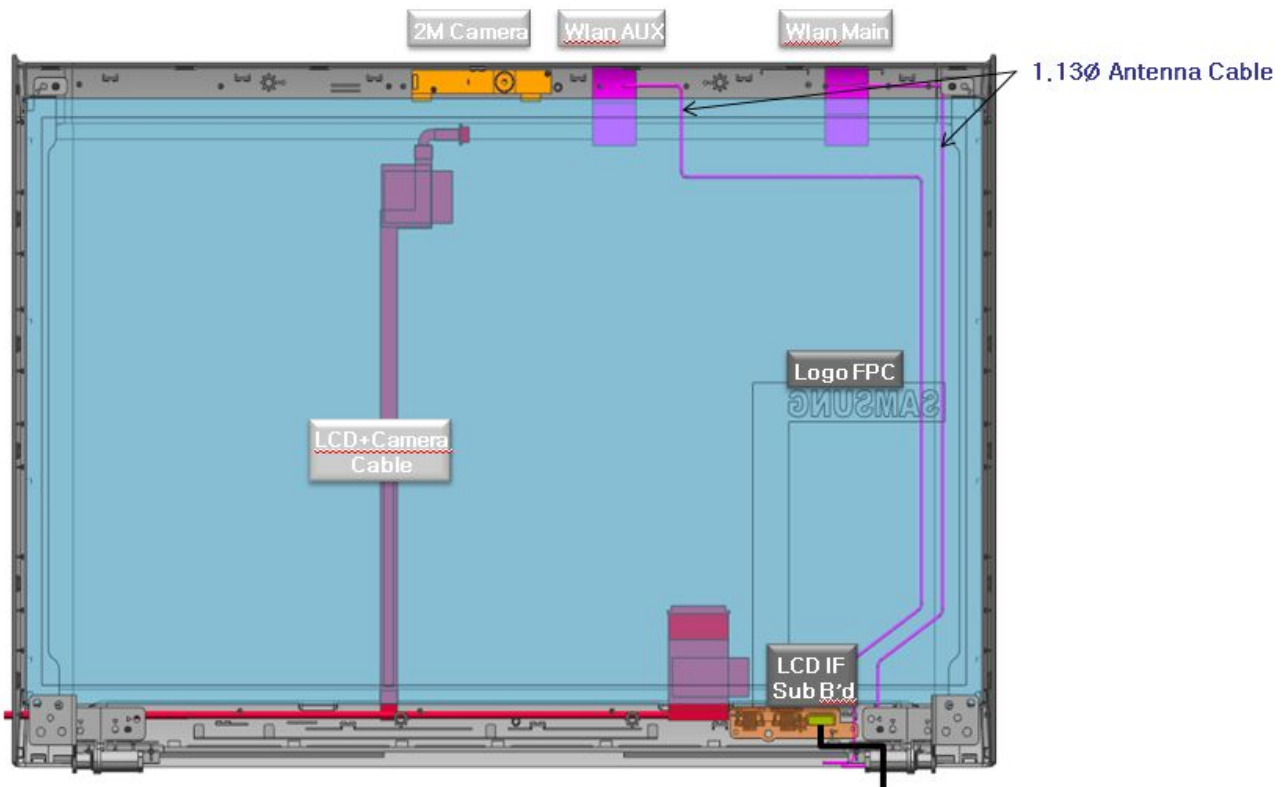 2M Camera
Wlan AUX
Wlan Main
1.13Ø Antenna Cable
Logo FPC
SAMSUNG
LCD+Camera
Cable
LCD IF
Sub B'd